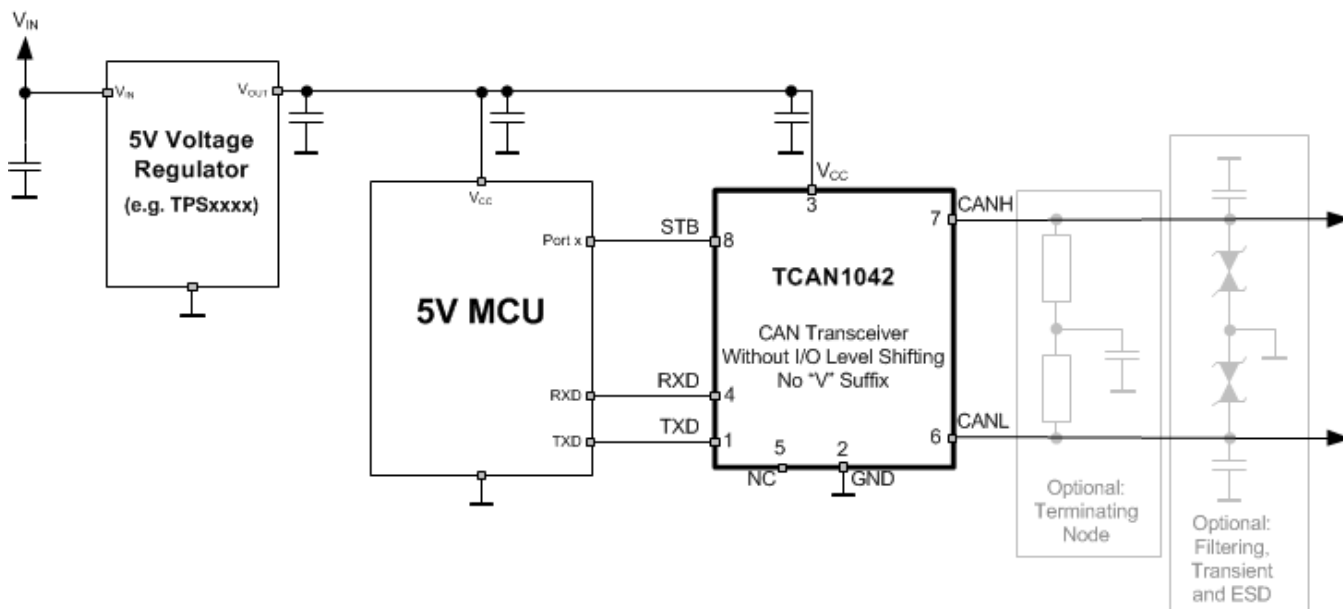 VIN
VIN
VOUT
5V Voltage
Regulator
(e.g. TPSxxxx)
VCC
Port x
5V MCU
RXD
TXD
STB
RXD
TXD
VCC
3
8
4
1
7
6
5
2
TCAN1042
CAN Transceiver
Without I/O Level Shifting
No "V" Suffix
NC
GND
CANH
CANL
Optional:
Terminating
Node
Optional:
Filtering,
Transient
and ESD